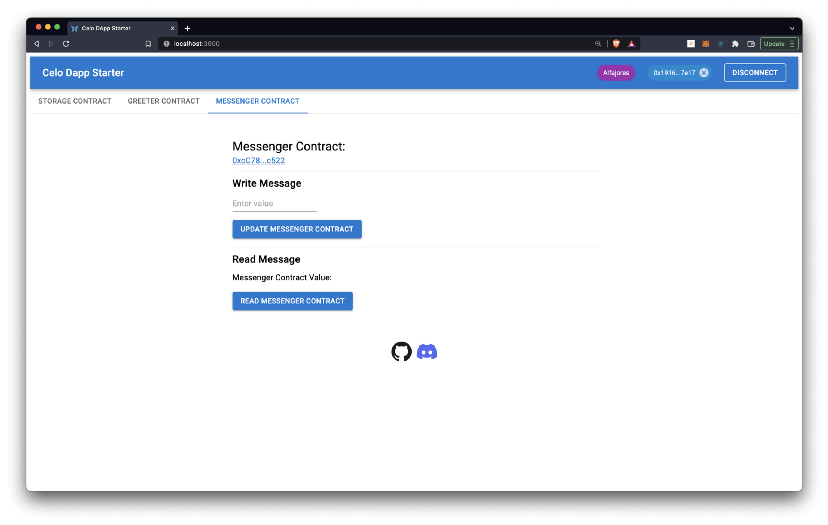 Celo DApp Starter
localhost:3000
Update
Celo Dapp Starter
Alfajores
0x1916...7e17
DISCONNECT
STORAGE CONTRACT
GREETER CONTRACT
MESSENGER CONTRACT
Messenger Contract:
0xcC78...c522
Write Message
Enter value
UPDATE MESSENGER CONTRACT
Read Message
Messenger Contract Value:
READ MESSENGER CONTRACT